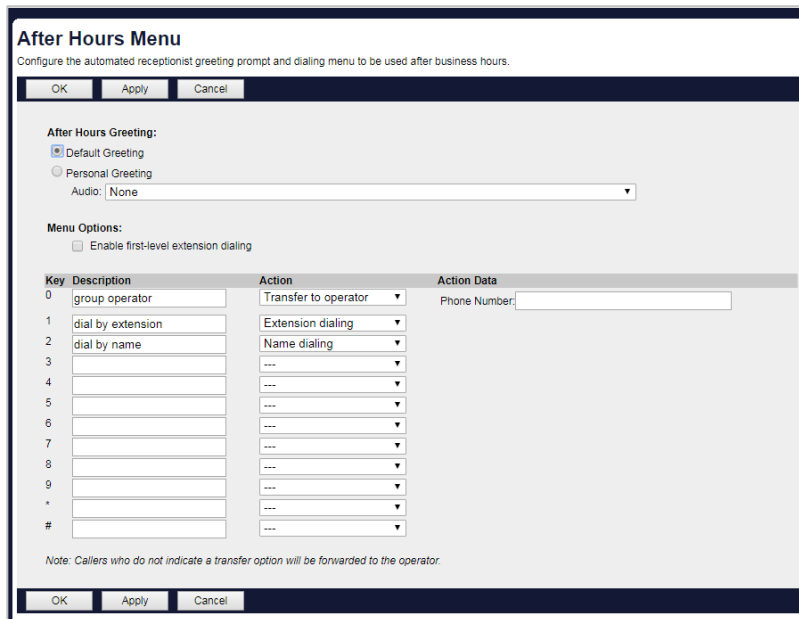 After Hours Menu
Configure the automated receptionist greeting prompt and dialing menu to be used after business hours.
OK Apply Cancel
After Hours Greeting:
Default Greeting
Personal Greeting
Audio: None
Menu Options:
Enable first-level extension dialing
Key Description Action Action Data
0 group operator Transfer to operator Phone Number:
1 dial by extension Extension dialing
2 dial by name Name dialing
3 ---
4 ---
5 ---
6 ---
7 ---
8 ---
9 ---
* ---
# ---
Note: Callers who do not indicate a transfer option will be forwarded to the operator.
OK Apply Cancel